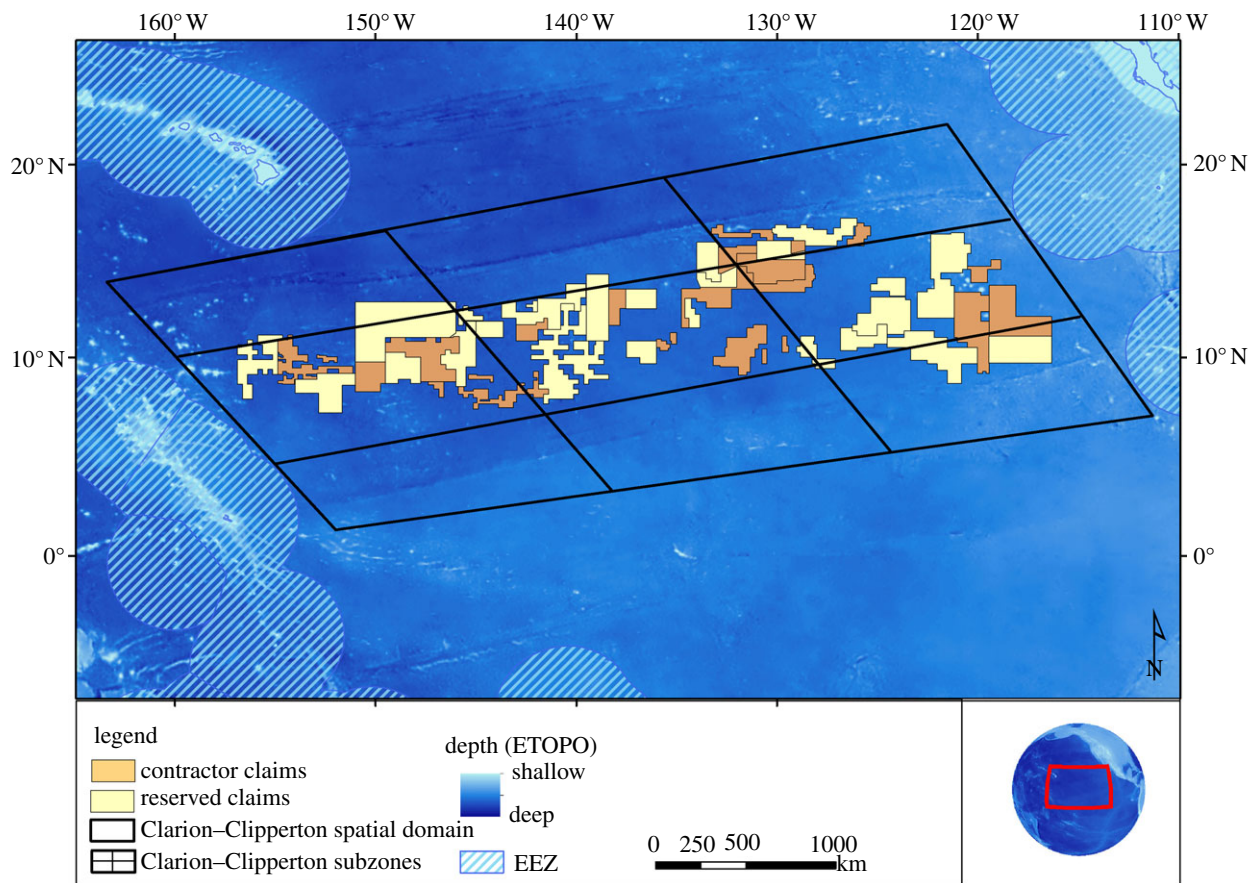 160° W 150° W 140° W 130° W 120° W 110° W
20° N 20° N
10° N 10° N
0° 0°
N
legend
contractor claims
reserved claims
Clarion–Clipperton spatial domain
Clarion–Clipperton subzones
depth (ETOPO)
shallow
deep
EEZ
0 250 500 1000
km